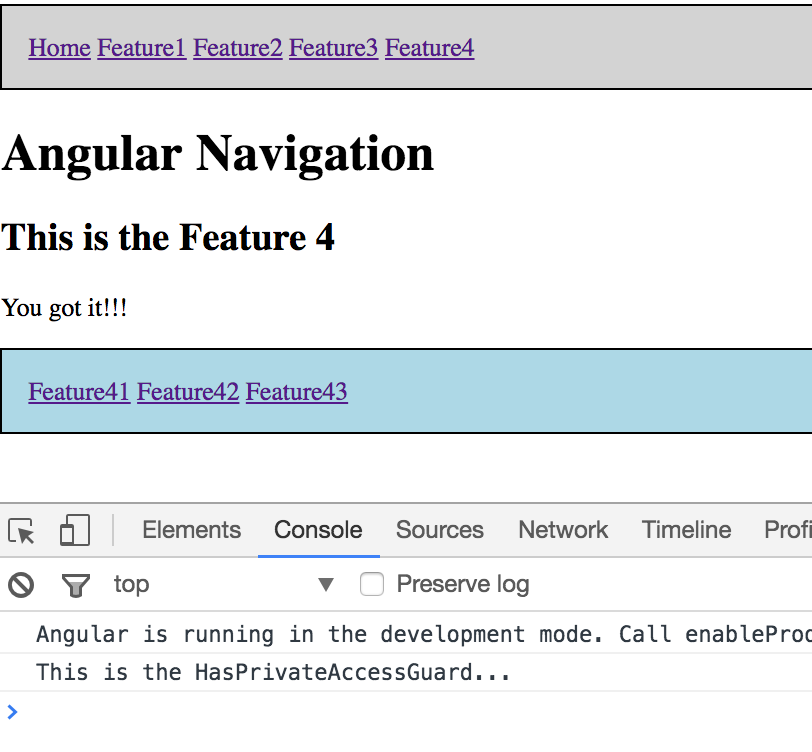 Home Feature1 Feature2 Feature3 Feature4
Angular Navigation
This is the Feature 4
You got it!!!
Feature41 Feature42 Feature43
Elements Console Sources Network Timeline Profi
top Preserve log
Angular is running in the development mode. Call enableProd
This is the HasPrivateAccessGuard...